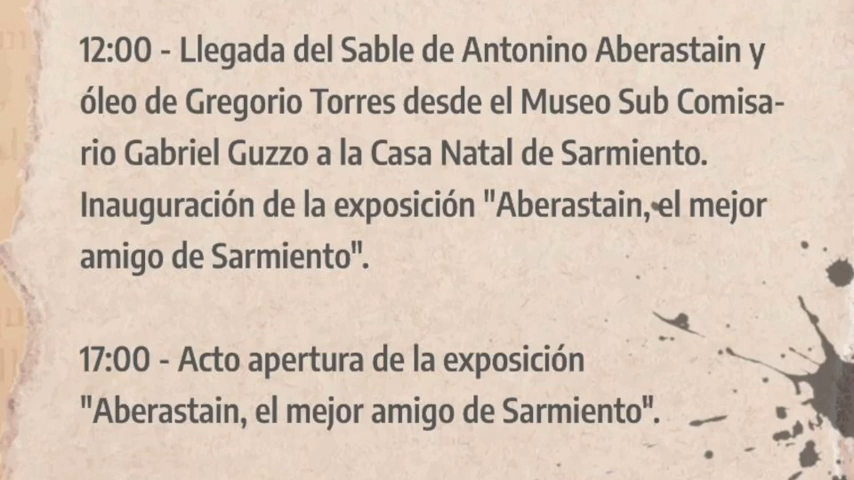 12:00 - Llegada del Sable de Antonino Aberastain y
óleo de Gregorio Torres desde el Museo Sub Comisa-
rio Gabriel Guzzo a la Casa Natal de Sarmiento.
Inauguración de la exposición "Aberastain, el mejor
amigo de Sarmiento".
17:00 - Acto apertura de la exposición
"Aberastain, el mejor amigo de Sarmiento".